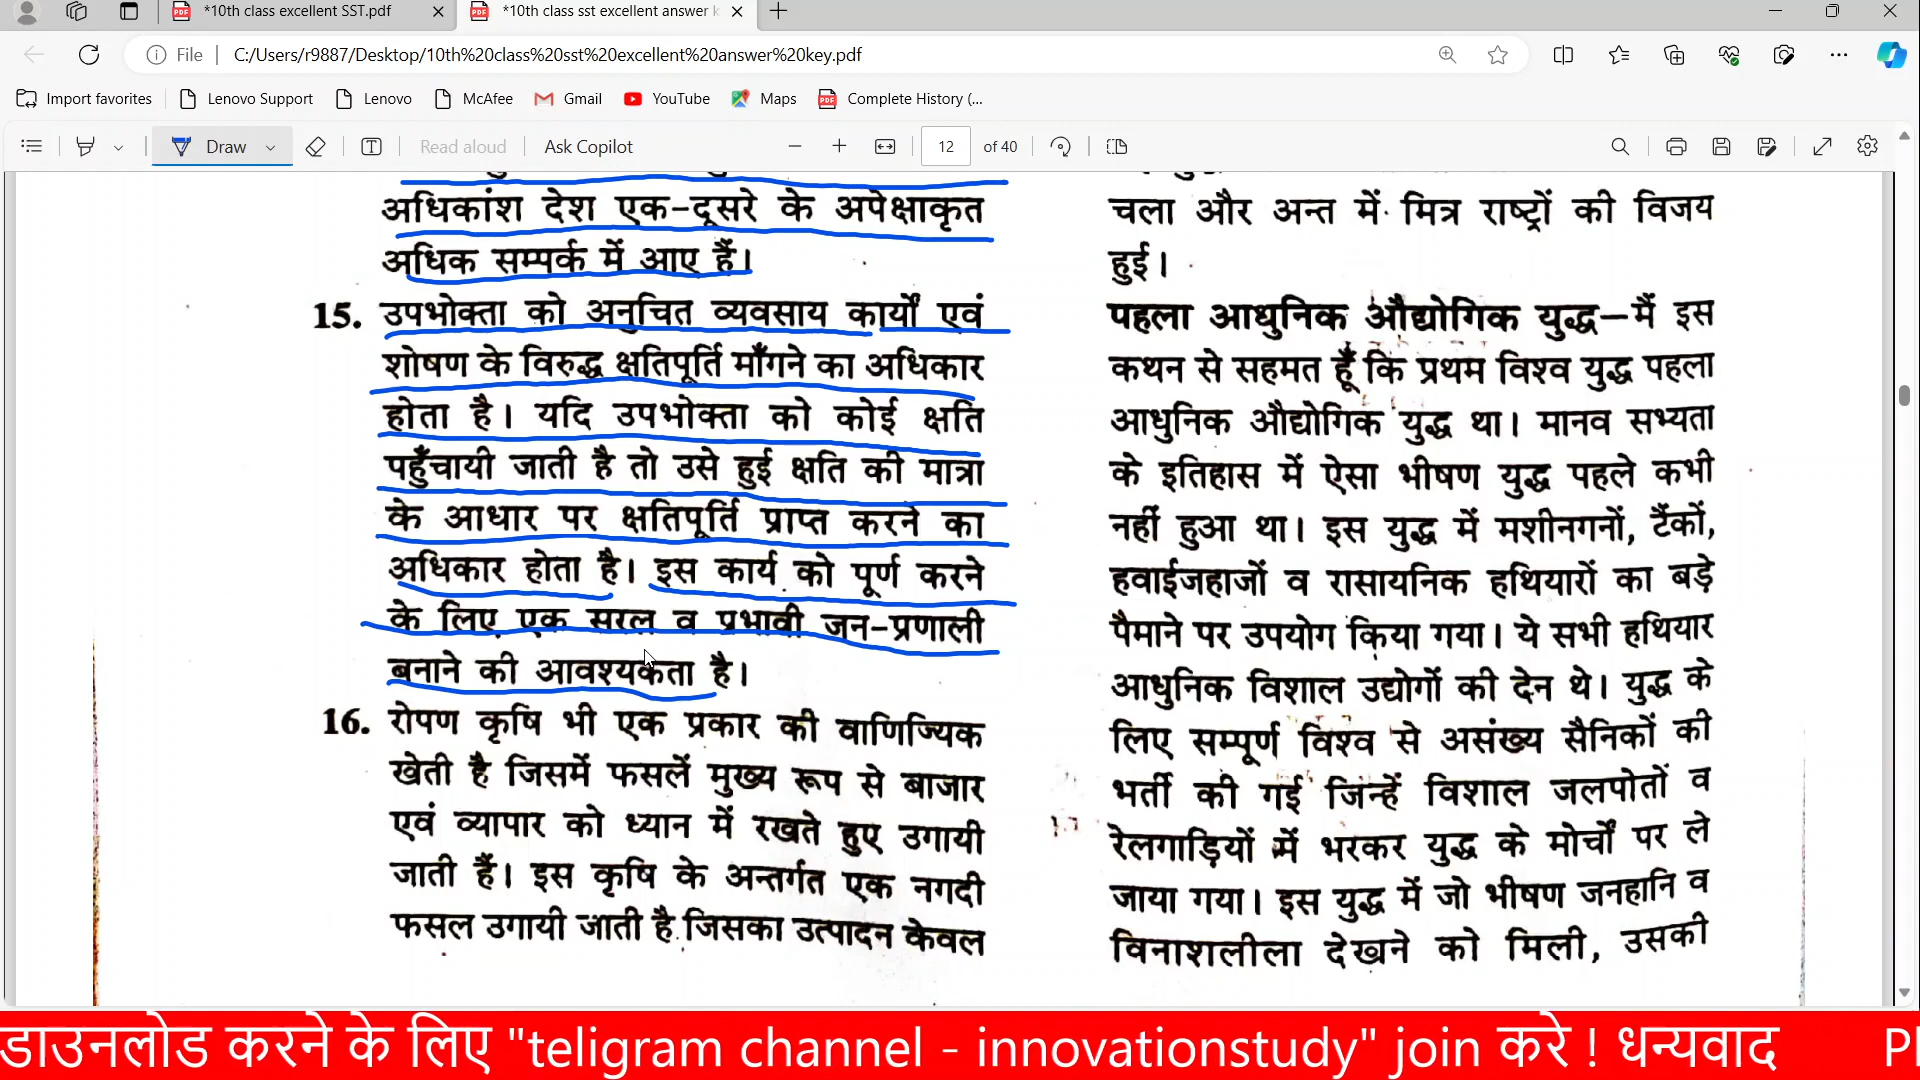 *10th class excellent SST.pdf
*10th class sst excellent answer k
File
C:/Users/r9887/Desktop/10th%20class%20sst%20excellent%20answer%20key.pdf
Import favorites
Lenovo Support
Lenovo
McAfee
Gmail
YouTube
Maps
Complete History (...
Draw
Read aloud
Ask Copilot
12
of 40
अधिकांश देश एक-दूसरे के अपेक्षाकृत
अधिक सम्पर्क में आए हैं।
15. उपभोक्ता को अनुचित व्यवसाय कार्यों एवं
शोषण के विरुद्ध क्षतिपूर्ति माँगने का अधिकार
होता है। यदि उपभोक्ता को कोई क्षति
पहुँचायी जाती है तो उसे हुई क्षति की मात्रा
के आधार पर क्षतिपूर्ति प्राप्त करने का
अधिकार होता है। इस कार्य को पूर्ण करने
के लिए एक सरल व प्रभावी जन-प्रणाली
बनाने की आवश्यकता है।
16. रोपण कृषि भी एक प्रकार की वाणिज्यिक
खेती है जिसमें फसलें मुख्य रूप से बाजार
एवं व्यापार को ध्यान में रखते हुए उगायी
जाती हैं। इस कृषि के अन्तर्गत एक नगदी
फसल उगायी जाती है जिसका उत्पादन केवल
चला और अन्त में मित्र राष्ट्रों की विजय
हुई।
पहला आधुनिक औद्योगिक युद्ध—मैं इस
कथन से सहमत हूँ कि प्रथम विश्व युद्ध पहला
आधुनिक औद्योगिक युद्ध था। मानव सभ्यता
के इतिहास में ऐसा भीषण युद्ध पहले कभी
नहीं हुआ था। इस युद्ध में मशीनगनों, टैंकों,
हवाईजहाजों व रासायनिक हथियारों का बड़े
पैमाने पर उपयोग किया गया। ये सभी हथियार
आधुनिक विशाल उद्योगों की देन थे। युद्ध के
लिए सम्पूर्ण विश्व से असंख्य सैनिकों की
भर्ती की गई जिन्हें विशाल जलपोतों व
रेलगाड़ियों में भरकर युद्ध के मोर्चों पर ले
जाया गया। इस युद्ध में जो भीषण जनहानि व
विनाशलीला देखने को मिली, उसकी
डाउनलोड करने के लिए "teligram channel - innovationstudy" join करे ! धन्यवाद